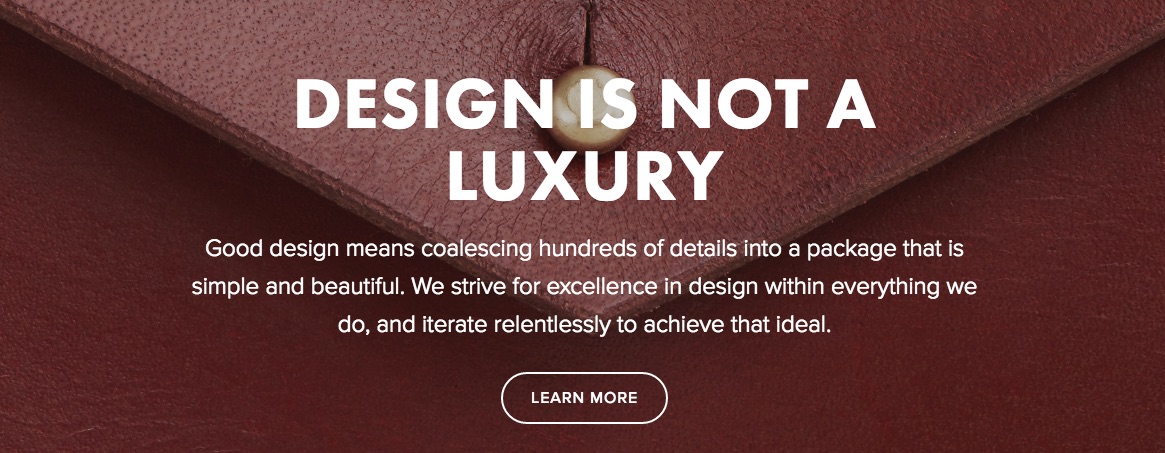 DESIGN IS NOT A
LUXURY
Good design means coalescing hundreds of details into a package that is
simple and beautiful. We strive for excellence in design within everything we
do, and iterate relentlessly to achieve that ideal.
LEARN MORE